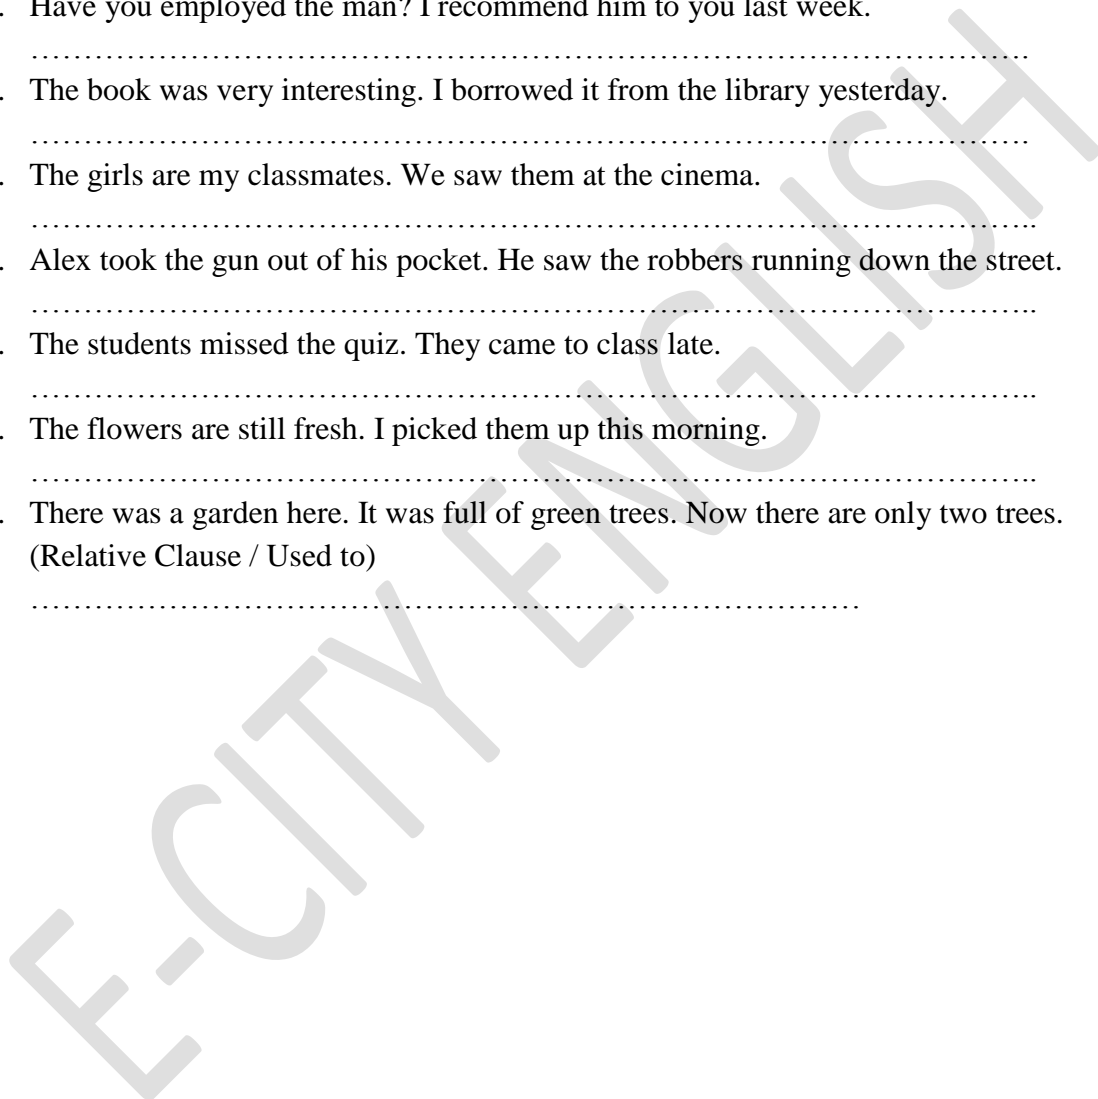 . Have you employed the man? I recommend him to you last week.
……………………………………………………………………………………….
. The book was very interesting. I borrowed it from the library yesterday.
……………………………………………………………………………………….
. The girls are my classmates. We saw them at the cinema.
………………………………………………………………………………………..
. Alex took the gun out of his pocket. He saw the robbers running down the street.
………………………………………………………………………………………..
. The students missed the quiz. They came to class late.
………………………………………………………………………………………..
. The flowers are still fresh. I picked them up this morning.
………………………………………………………………………………………..
. There was a garden here. It was full of green trees. Now there are only two trees.
(Relative Clause / Used to)
………………………………………………………………………
E-CITY ENGLISH